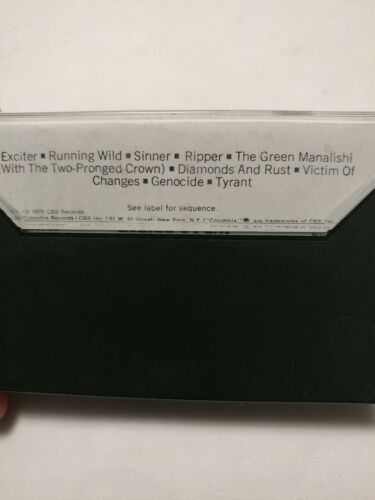 Exciter ▪ Running Wild ▪ Sinner ▪ Ripper ▪ The Green Manalishi
With The Two-Pronged Crown) ▪ Diamonds And Rust ▪ Victim Of
Changes ▪ Genocide ▪ Tyrant
See label for sequence.
1979 CBS Records
Columbia Records / CBS Inc. / 51 W. 52 Street, New York, N.Y. / "Columbia" are trademarks of CBS Inc.